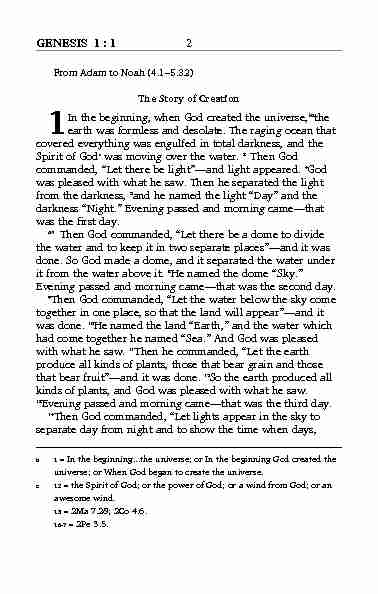 GENESIS 1 : 1 2
From Adam to Noah (4.1–5.32)
The Story of Creation
1 In the beginning, when God created the universe, the
earth was formless and desolate. The raging ocean that
covered everything was engulfed in total darkness, and the
Spirit of God was moving over the water. Then God
commanded, “Let there be light”—and light appeared. God
was pleased with what he saw. Then he separated the light
from the darkness, and he named the light “Day” and the
darkness “Night.” Evening passed and morning came—that
was the first day.
Then God commanded, “Let there be a dome to divide
the water and to keep it in two separate places”—and it was
done. So God made a dome, and it separated the water under
it from the water above it. He named the dome “Sky.”
Evening passed and morning came—that was the second day.
Then God commanded, “Let the water below the sky come
together in one place, so that the land will appear”—and it
was done. He named the land “Earth,” and the water which
had come together he named “Sea.” And God was pleased
with what he saw. Then he commanded, “Let the earth
produce all kinds of plants, those that bear grain and those
that bear fruit”—and it was done. So the earth produced all
kinds of plants, and God was pleased with what he saw.
Evening passed and morning came—that was the third day.
Then God commanded, “Let lights appear in the sky to
separate day from night and to show the time when days,
b 1 = In the beginning...the universe; or In the beginning God created the
universe; or When God began to create the universe.
c 1 2 = the Spirit of God; or the power of God; or a wind from God; or an
awesome wind.
1 3 = 2Ma 7.28; 2Co 4.6.
1 6-7 = 2Pe 3.5.